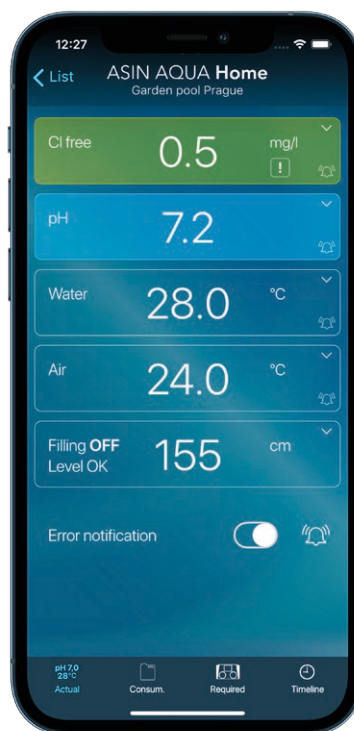 12:27
List
ASIN AQUA Home
Garden pool Prague
Cl free 0.5 mg/l
!
pH 7.2
Water 28.0 °C
Air 24.0 °C
Filling OFF
Level OK
155 cm
Error notification
pH 7,0
28°C
Actual Consum. Required Timeline